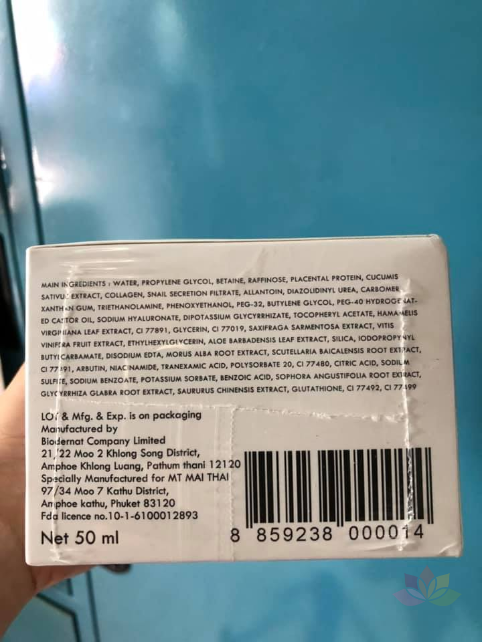 MAIN INGREDIENTS : WATER, PROPYLENE GLYCOL, BETAINE, RAFFINOSE, PLACENTAL PROTEIN, CUCUMIS
SATIVUS EXTRACT, COLLAGEN, SNAIL SECRETION FILTRATE, ALLANTOIN, DIAZOLIDINYL UREA, CARBOMER,
XANTHAN GUM, TRIETHANOLAMINE, PHENOXYETHANOL, PEG-32, BUTYLENE GLYCOL, PEG-40 HYDROGENAT-
ED CASTOR OIL, SODIUM HYALURONATE, DIPOTASSIUM GLYCYRRHIZATE, TOCOPHERYL ACETATE, HAMAMELIS
VIRGINIANA LEAF EXTRACT, CI 77891, GLYCERIN, CI 77019, SAXIFRAGA SARMENTOSA EXTRACT, VITIS
VINIFERA FRUIT EXTRACT, ETHYLHEXYLGLYCERIN, ALOE BARBADENSIS LEAF EXTRACT, SILICA, IODOPROPYNYL
BUTYLCARBAMATE, DISODIUM EDTA, MORUS ALBA ROOT EXTRACT, SCUTELLARIA BAICALENSIS ROOT EXTRACT,
CI 77491, ARBUTIN, NIACINAMIDE, TRANEXAMIC ACID, POLYSORBATE 20, CI 77480, CITRIC ACID, SODIUM
SULFITE, SODIUM BENZOATE, POTASSIUM SORBATE, BENZOIC ACID, SOPHORA ANGUSTIFOLIA ROOT EXTRACT,
GLYCYRRHIZA GLABRA ROOT EXTRACT, SAURURUS CHINENSIS EXTRACT, GLUTATHIONE, CI 77492, CI 77499
LOT & Mfg. & Exp. is on packaging
Manufactured by
Biodemat Company Limited
21/22 Moo 2 Khlong Song District,
Amphoe Khlong Luang, Pathum thani 12120
Specially Manufactured for MT MAI THAI
97/34 Moo 7 Kathu District,
Amphoe kathu, Phuket 83120
Fda licence no.10-1-6100012893
Net 50 ml
8 859238 000014